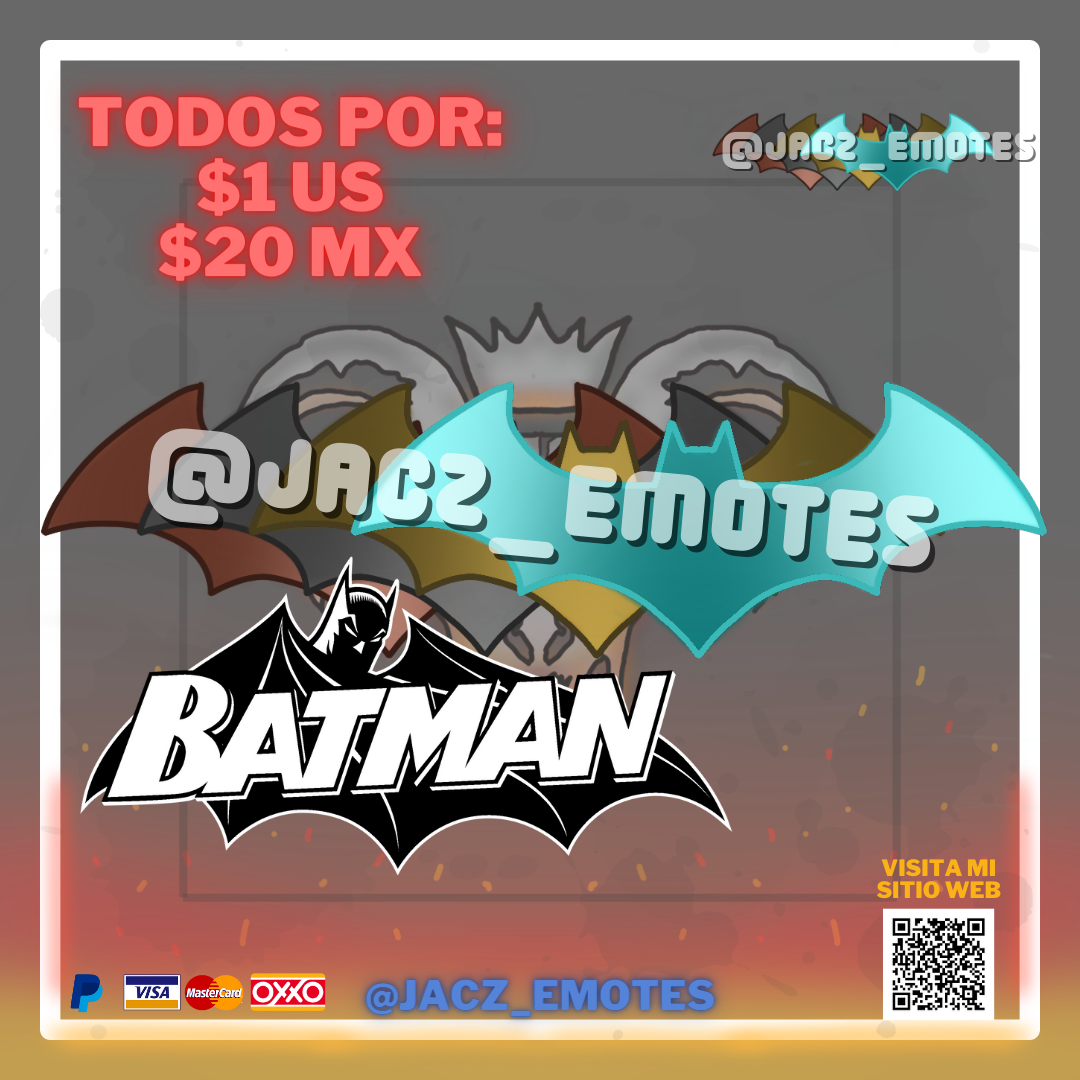 TODOS POR:
$1 US
$20 MX
@JACZ_EMOTES
@JACZ_EMOTES
BATMAN
VISITA MI
SITIO WEB
VISA
MasterCard
OXXO
@JACZ_EMOTES